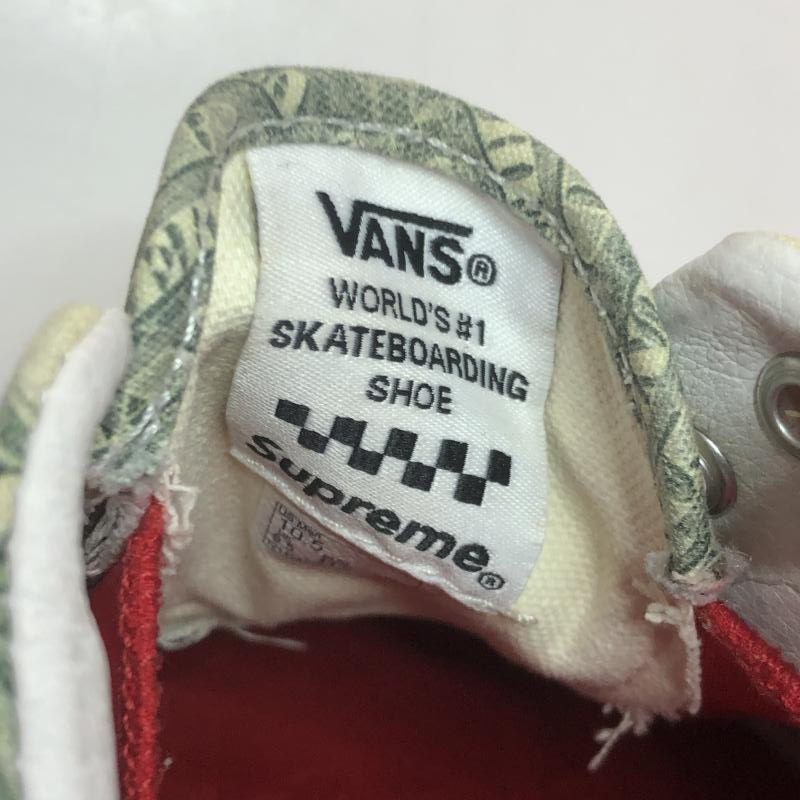 VANS®
WORLD'S #1
SKATEBOARDING
SHOE
Supreme®